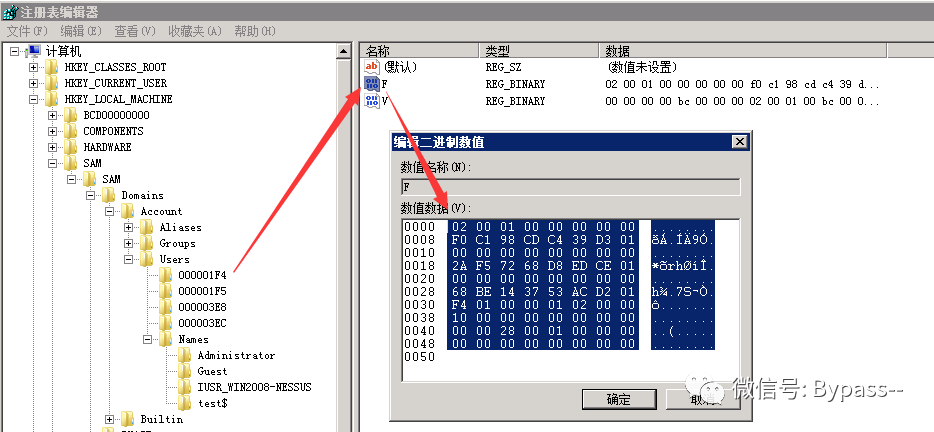 注册表编辑器
文件(F) 编辑(E) 查看(V) 收藏夹(A) 帮助(H)
计算机
HKEY_CLASSES_ROOT
HKEY_CURRENT_USER
HKEY_LOCAL_MACHINE
BCD00000000
COMPONENTS
HARDWARE
SAM
SAM
Domains
Account
Aliases
Groups
Users
000001F4
000001F5
000003E8
000003EC
Names
Administrator
Guest
IUSR_WIN2008-NESSUS
test$
Builtin
名称 类型 数据
(默认) REG_SZ (数值未设置)
F REG_BINARY 02 00 01 00 00 00 00 00 f0 c1 98 cd c4 39 d...
V REG_BINARY 00 00 00 00 bc 00 00 00 02 00 01 00 bc 00 0...
编辑二进制数值
数值名称(N):
F
数值数据(V):
0000 02 00 01 00 00 00 00 00 ........
0008 F0 C1 98 CD C4 39 D3 01 ðÁ.ÍÄ9Ó.
0010 00 00 00 00 00 00 00 00 ........
0018 2A F5 72 68 D8 ED CE 01 *õrhØíÎ.
0020 00 00 00 00 00 00 00 00 ........
0028 68 BE 14 37 53 AC D2 01 h¾.7S¬Ò.
0030 F4 01 00 00 01 02 00 00 ô.......
0038 10 00 00 00 00 00 00 00 ........
0040 00 00 28 00 01 00 00 00 ..(.....
0048 00 00 00 00 00 00 00 00 ........
0050
确定 取消
微信号: Bypass--